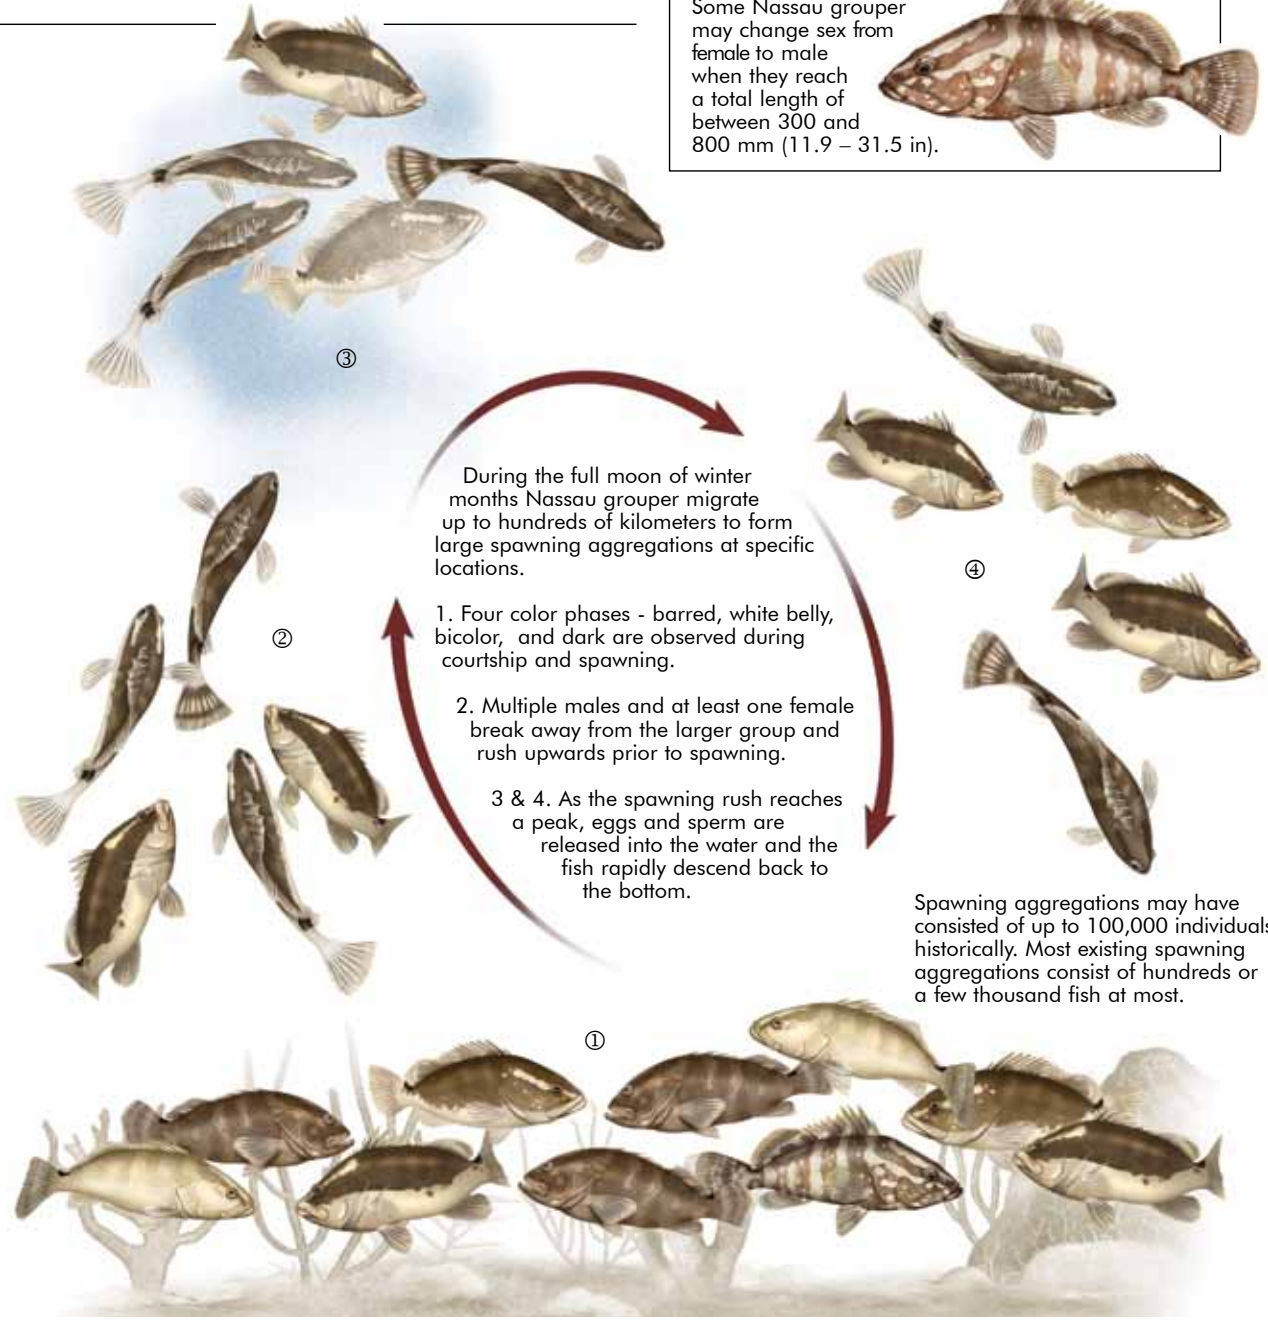 Some Nassau grouper
may change sex from
female to male
when they reach
a total length of
between 300 and
800 mm (11.9 – 31.5 in).
③
②
④
During the full moon of winter
months Nassau grouper migrate
up to hundreds of kilometers to form
large spawning aggregations at specific
locations.
1. Four color phases - barred, white belly,
bicolor, and dark are observed during
courtship and spawning.
2. Multiple males and at least one female
break away from the larger group and
rush upwards prior to spawning.
3 & 4. As the spawning rush reaches
a peak, eggs and sperm are
released into the water and the
fish rapidly descend back to
the bottom.
Spawning aggregations may have
consisted of up to 100,000 individuals
historically. Most existing spawning
aggregations consist of hundreds or
a few thousand fish at most.
①